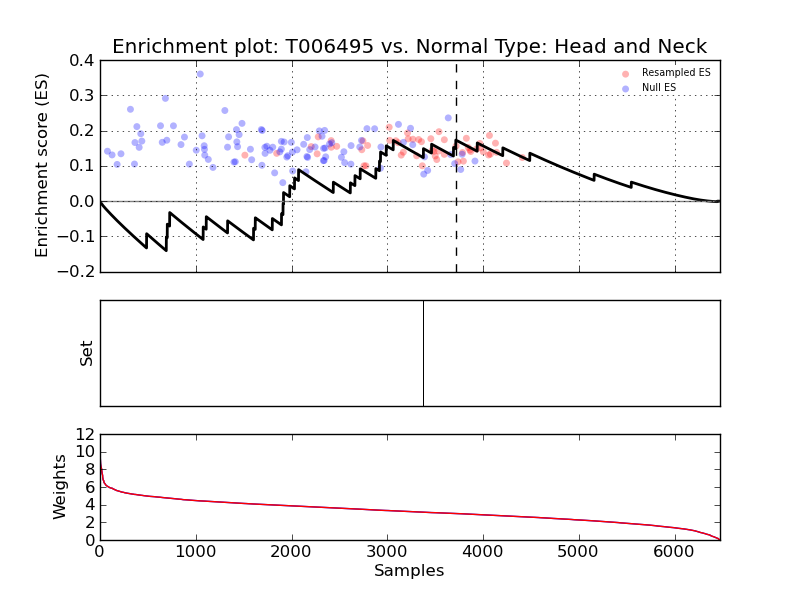 Enrichment plot: T006495 vs. Normal Type: Head and Neck
Enrichment score (ES)
0.4
0.3
0.2
0.1
0.0
−0.1
−0.2
Resampled ES
Null ES
Set
Weights
12
10
8
6
4
2
0
0 1000 2000 3000 4000 5000 6000
Samples